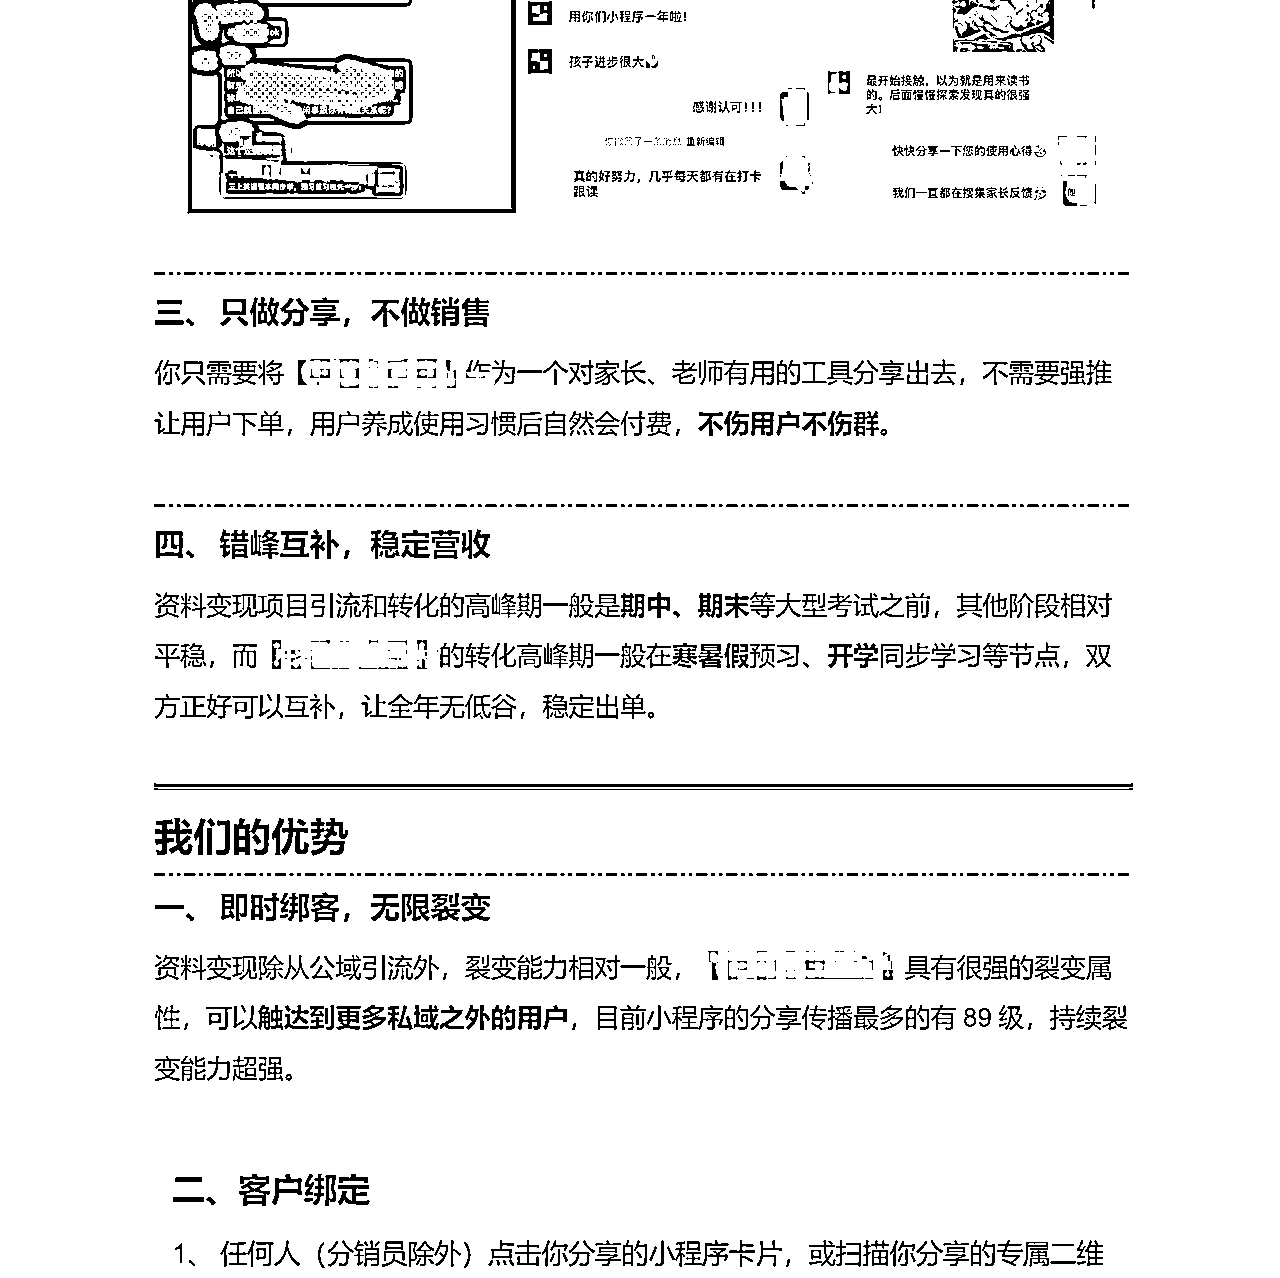 用你们小程序一年啦!
孩子进步很大
感谢认可!!!
重新编辑
真的好努力，几乎每天都有在打卡
跟读
最开始接触，以为就是用来读书
的。后面慢慢探索发现真的很强
大!
快快分享一下您的使用心得
我们一直都在搜集家长反馈
三、 只做分享，不做销售
你只需要将【】作为一个对家长、老师有用的工具分享出去，不需要强推
让用户下单，用户养成使用习惯后自然会付费，不伤用户不伤群。
四、 错峰互补，稳定营收
资料变现项目引流和转化的高峰期一般是期中、期末等大型考试之前，其他阶段相对
平稳，而【】的转化高峰期一般在寒暑假预习、开学同步学习等节点，双
方正好可以互补，让全年无低谷，稳定出单。
我们的优势
一、 即时绑客，无限裂变
资料变现除从公域引流外，裂变能力相对一般，【】具有很强的裂变属
性，可以触达到更多私域之外的用户，目前小程序的分享传播最多的有 89 级，持续裂
变能力超强。
二、客户绑定
1、 任何人（分销员除外）点击你分享的小程序卡片，或扫描你分享的专属二维